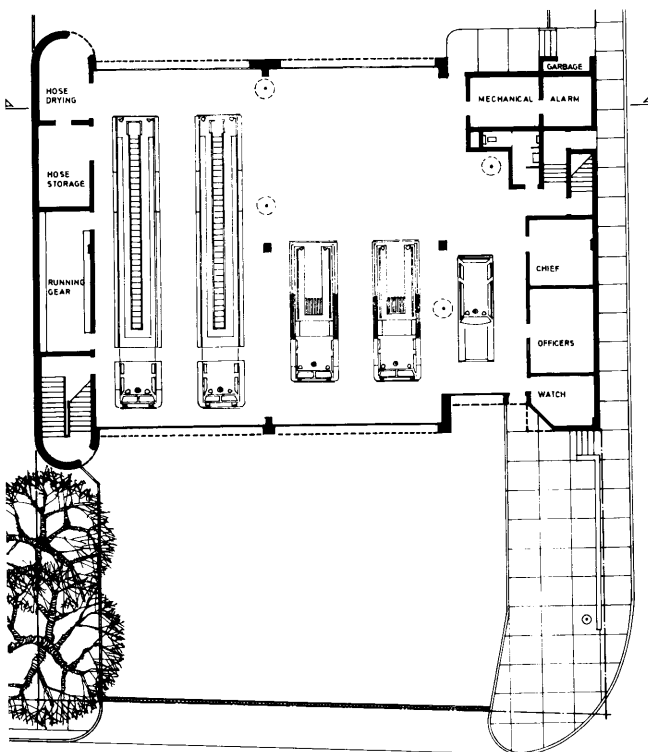 GARBAGE
HOSE
DRYING
MECHANICAL
ALARM
HOSE
STORAGE
RUNNING
GEAR
CHIEF
OFFICERS
WATCH